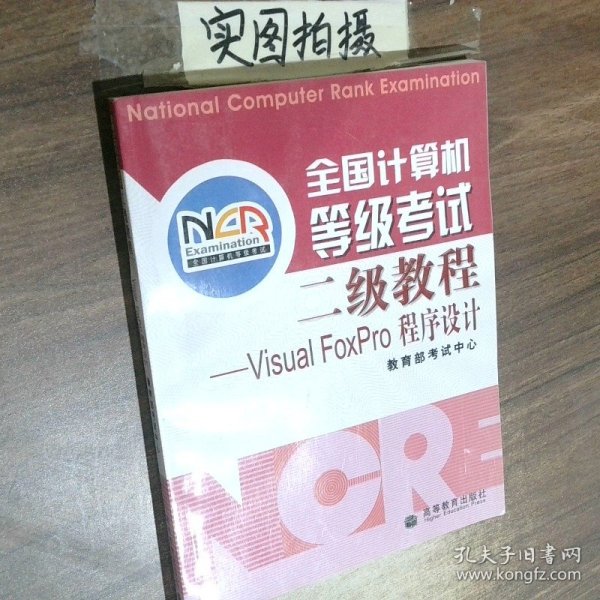 实图拍摄
National Computer Rank Examination
全国计算机
等级考试
NCR
Examination
全国计算机等级考试
二级教程
——Visual FoxPro 程序设计
教育部考试中心
NCRE
高等教育出版社
Higher Education Press
孔夫子旧书网
www.kongfz.com